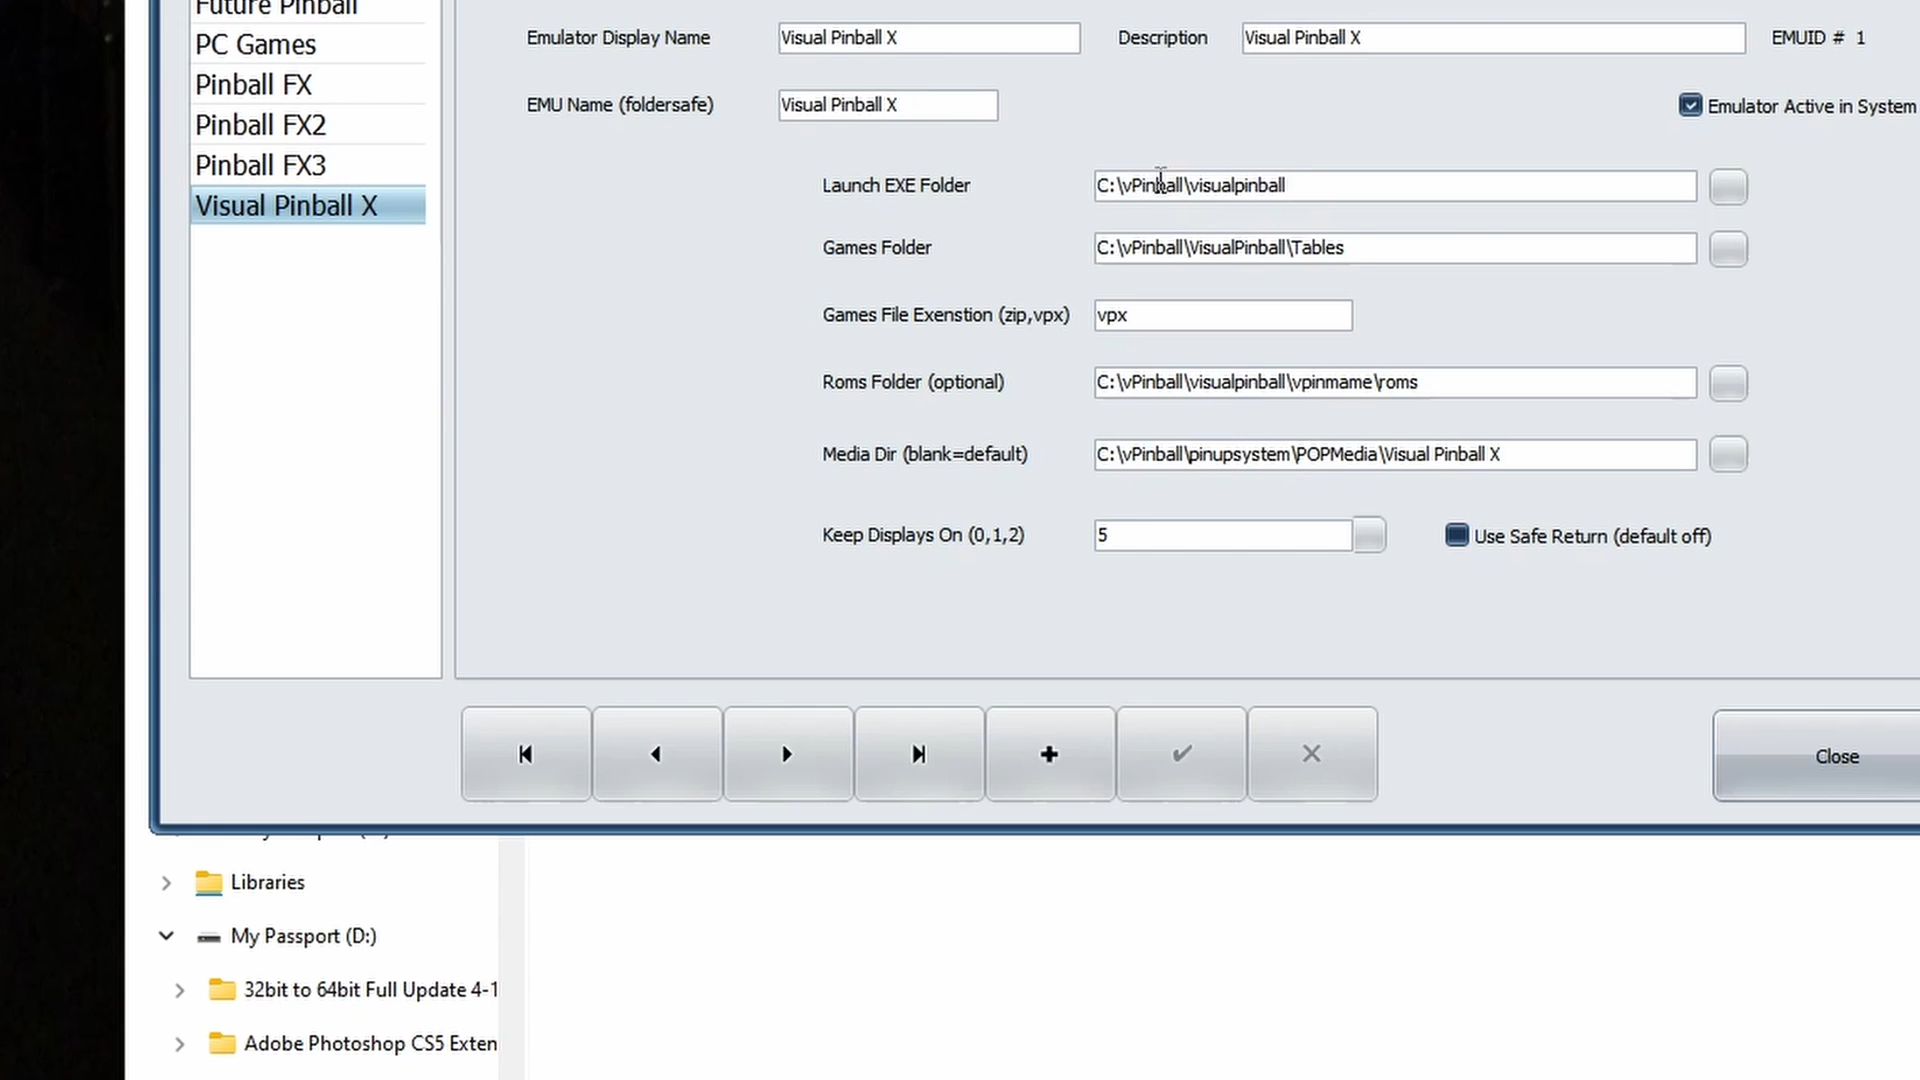 Future Pinball
PC Games
Pinball FX
Pinball FX2
Pinball FX3
Visual Pinball X
Emulator Display Name Visual Pinball X Description Visual Pinball X EMUID # 1
EMU Name (foldersafe) Visual Pinball X Emulator Active in System
Launch EXE Folder C:\vPinball\visualpinball
Games Folder C:\vPinball\VisualPinball\Tables
Games File Exenstion (zip,vpx) vpx
Roms Folder (optional) C:\vPinball\visualpinball\vpinmame\roms
Media Dir (blank=default) C:\vPinball\pinupsystem\POPMedia\Visual Pinball X
Keep Displays On (0,1,2) 5 Use Safe Return (default off)
Close
Libraries
My Passport (D:)
32bit to 64bit Full Update 4-1
Adobe Photoshop CS5 Exten